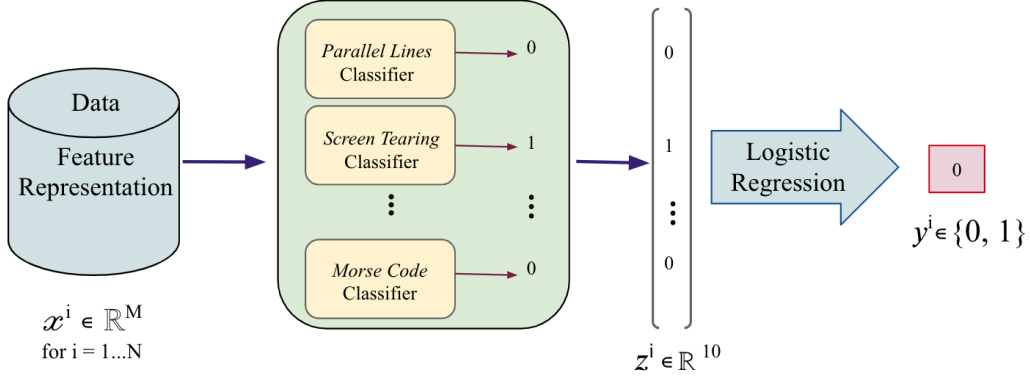 Data
Feature
Representation
x^i ∈ ℝ^M
for i = 1...N
Parallel Lines
Classifier
0
Screen Tearing
Classifier
1
⋮
⋮
Morse Code
Classifier
0
0
1
⋮
0
z^i ∈ ℝ^10
Logistic
Regression
0
y^i ∈ {0, 1}